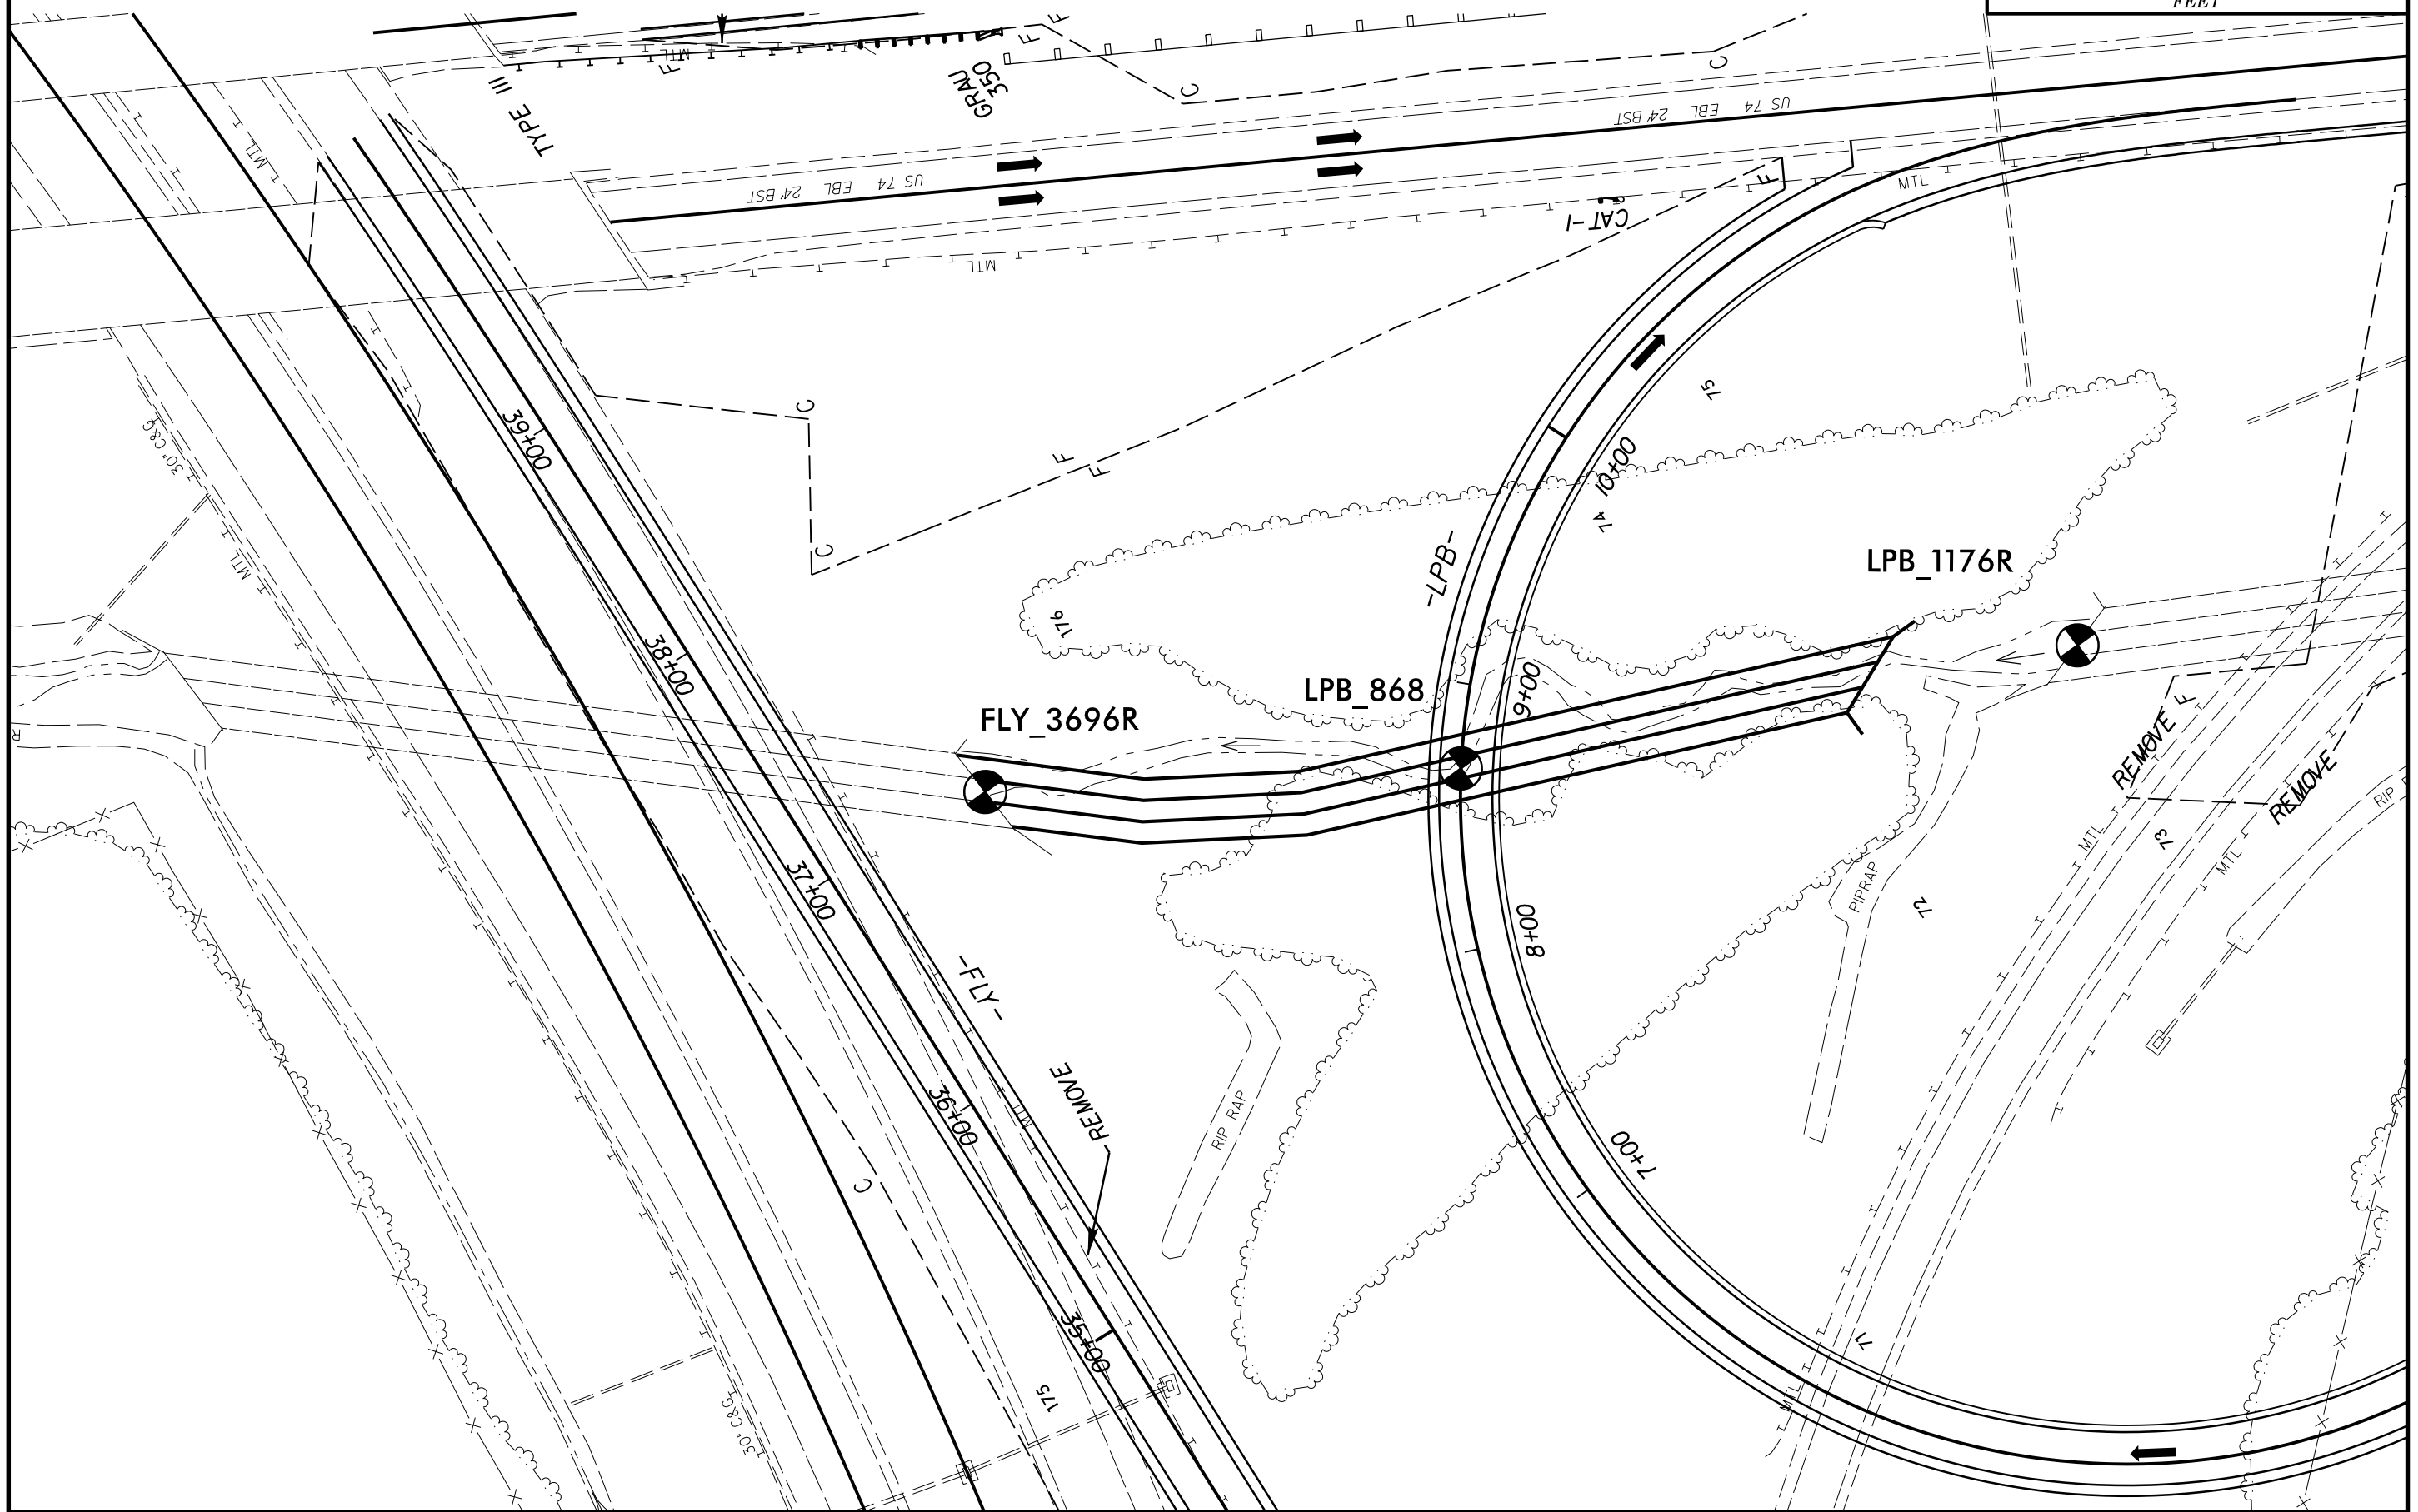 FEET
MTL
F
F
F
TYPE III
GRAU
350
C
C
US 74 EBL 24' BST
US 74 EBL 24' BST
MTL
F
CAT-1
MTL
MTL
39+00
30" C&G
C
F
F
C
75
10+00
74
-LPB-
LPB_1176R
MTL
176
38+00
LPB_868
9+00
FLY_3696R
F
REMOVE
REMOVE
R
RIP
73
MTL
MTL
37+00
RIPRAP
72
8+00
-FLY-
REMOVE
36+00
MTL
RIP RAP
7+00
C
35+00
71
175
MTL
30" C&G